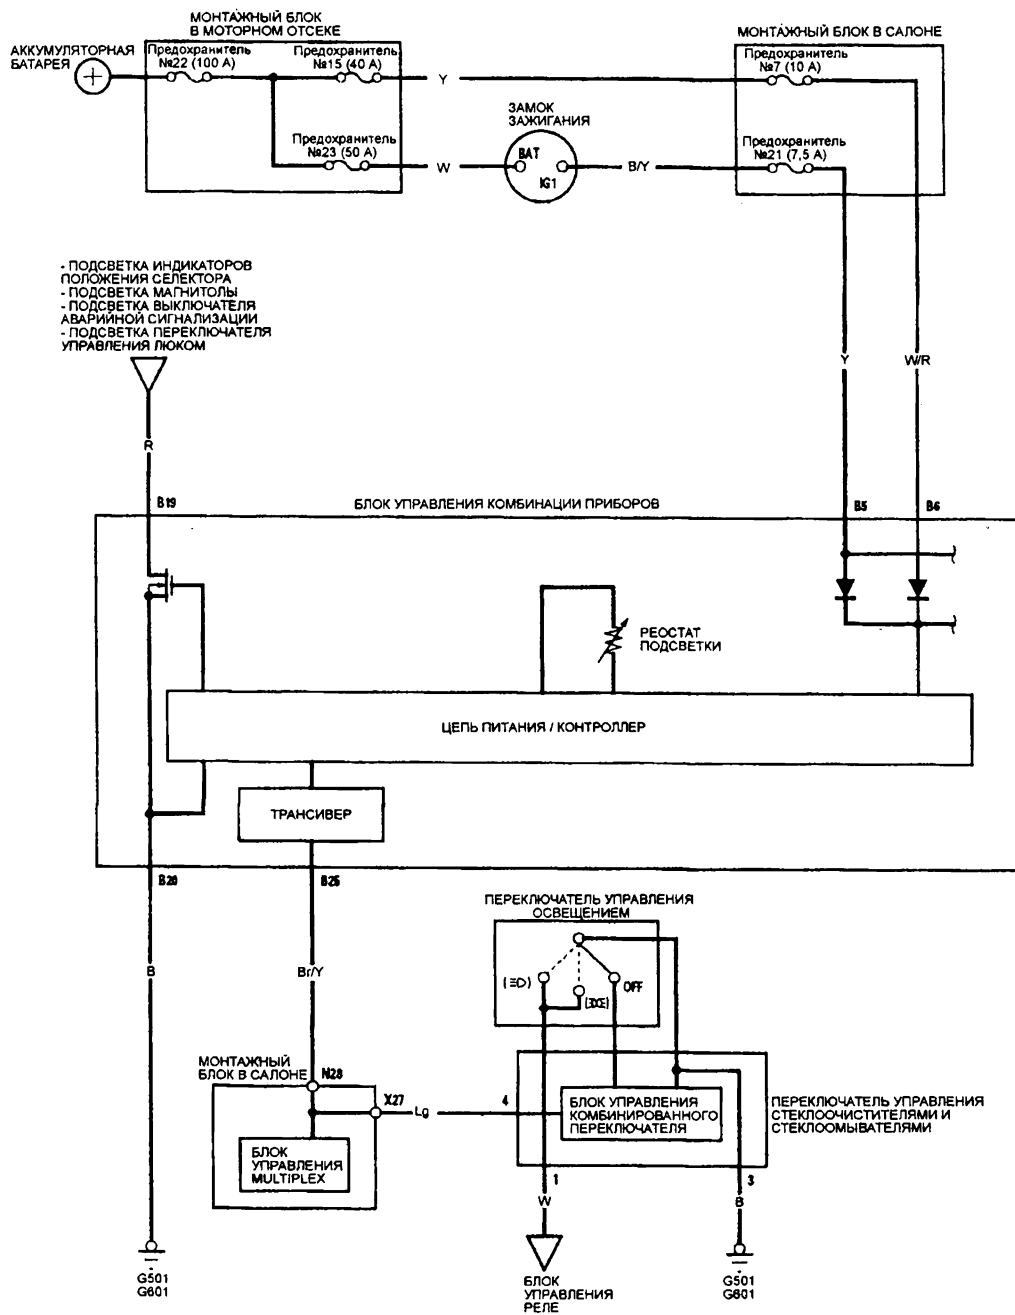 МОНТАЖНЫЙ БЛОК
В МОТОРНОМ ОТСЕКЕ
МОНТАЖНЫЙ БЛОК В САЛОНЕ
АККУМУЛЯТОРНАЯ
БАТАРЕЯ
Предохранитель
№22 (100 А)
Предохранитель
№15 (40 А)
Y
Предохранитель
№7 (10 А)
ЗАМОК
ЗАЖИГАНИЯ
Предохранитель
№23 (50 А)
W
BAT
IG1
B/Y
Предохранитель
№21 (7,5 А)
- ПОДСВЕТКА ИНДИКАТОРОВ
ПОЛОЖЕНИЯ СЕЛЕКТОРА
- ПОДСВЕТКА МАГНИТОЛЫ
- ПОДСВЕТКА ВЫКЛЮЧАТЕЛЯ
АВАРИЙНОЙ СИГНАЛИЗАЦИИ
- ПОДСВЕТКА ПЕРЕКЛЮЧАТЕЛЯ
УПРАВЛЕНИЯ ЛЮКОМ
Y
W/R
R
B19
БЛОК УПРАВЛЕНИЯ КОМБИНАЦИИ ПРИБОРОВ
B5
B6
РЕОСТАТ
ПОДСВЕТКИ
ЦЕПЬ ПИТАНИЯ / КОНТРОЛЛЕР
ТРАНСИВЕР
B20
B25
ПЕРЕКЛЮЧАТЕЛЬ УПРАВЛЕНИЯ
ОСВЕЩЕНИЕМ
B
Br/Y
OFF
МОНТАЖНЫЙ
БЛОК В САЛОНЕ
N28
X27
Lg
4
БЛОК УПРАВЛЕНИЯ
КОМБИНИРОВАННОГО
ПЕРЕКЛЮЧАТЕЛЯ
ПЕРЕКЛЮЧАТЕЛЬ УПРАВЛЕНИЯ
СТЕКЛООЧИСТИТЕЛЯМИ И
СТЕКЛООМЫВАТЕЛЯМИ
БЛОК
УПРАВЛЕНИЯ
MULTIPLEX
1
3
W
B
G501
G601
БЛОК
УПРАВЛЕНИЯ
РЕЛЕ
G501
G601